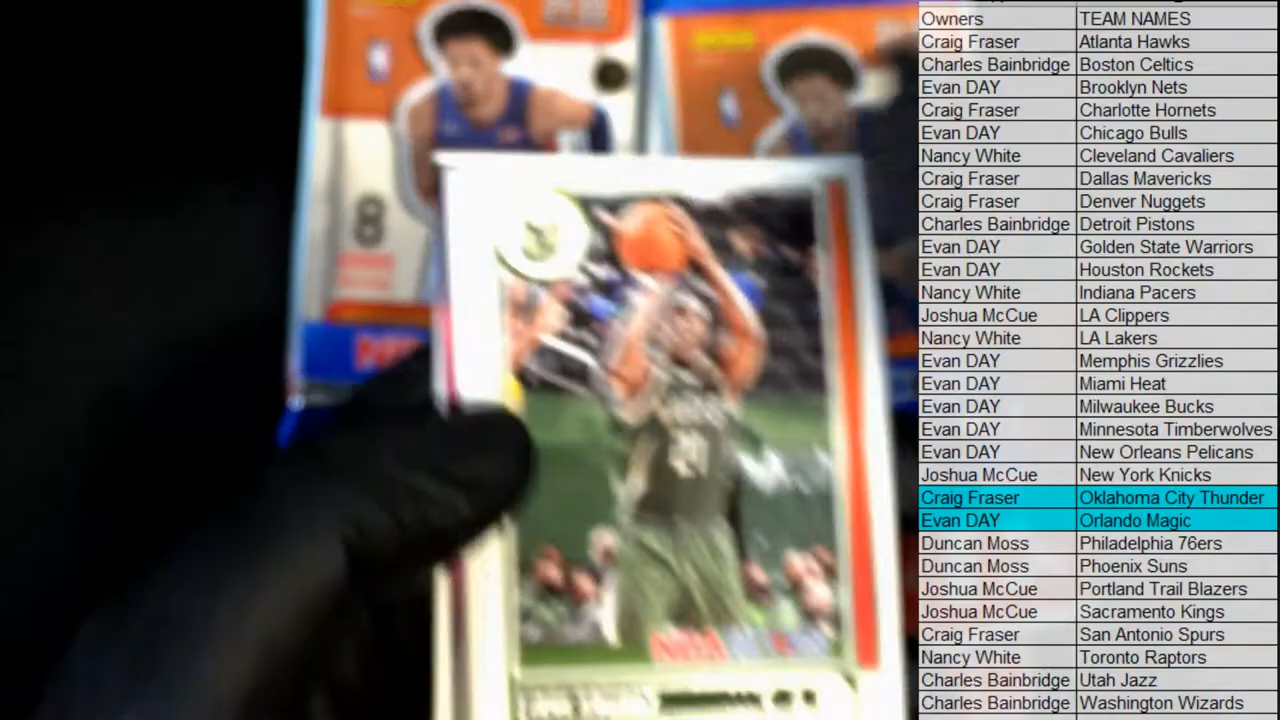 Owners TEAM NAMES
Craig Fraser Atlanta Hawks
Charles Bainbridge Boston Celtics
Evan DAY Brooklyn Nets
Craig Fraser Charlotte Hornets
Evan DAY Chicago Bulls
Nancy White Cleveland Cavaliers
Craig Fraser Dallas Mavericks
Craig Fraser Denver Nuggets
Charles Bainbridge Detroit Pistons
Evan DAY Golden State Warriors
Evan DAY Houston Rockets
Nancy White Indiana Pacers
Joshua McCue LA Clippers
Nancy White LA Lakers
Evan DAY Memphis Grizzlies
Evan DAY Miami Heat
Evan DAY Milwaukee Bucks
Evan DAY Minnesota Timberwolves
Evan DAY New Orleans Pelicans
Joshua McCue New York Knicks
Craig Fraser Oklahoma City Thunder
Evan DAY Orlando Magic
Duncan Moss Philadelphia 76ers
Duncan Moss Phoenix Suns
Joshua McCue Portland Trail Blazers
Joshua McCue Sacramento Kings
Craig Fraser San Antonio Spurs
Nancy White Toronto Raptors
Charles Bainbridge Utah Jazz
Charles Bainbridge Washington Wizards
8
NBA